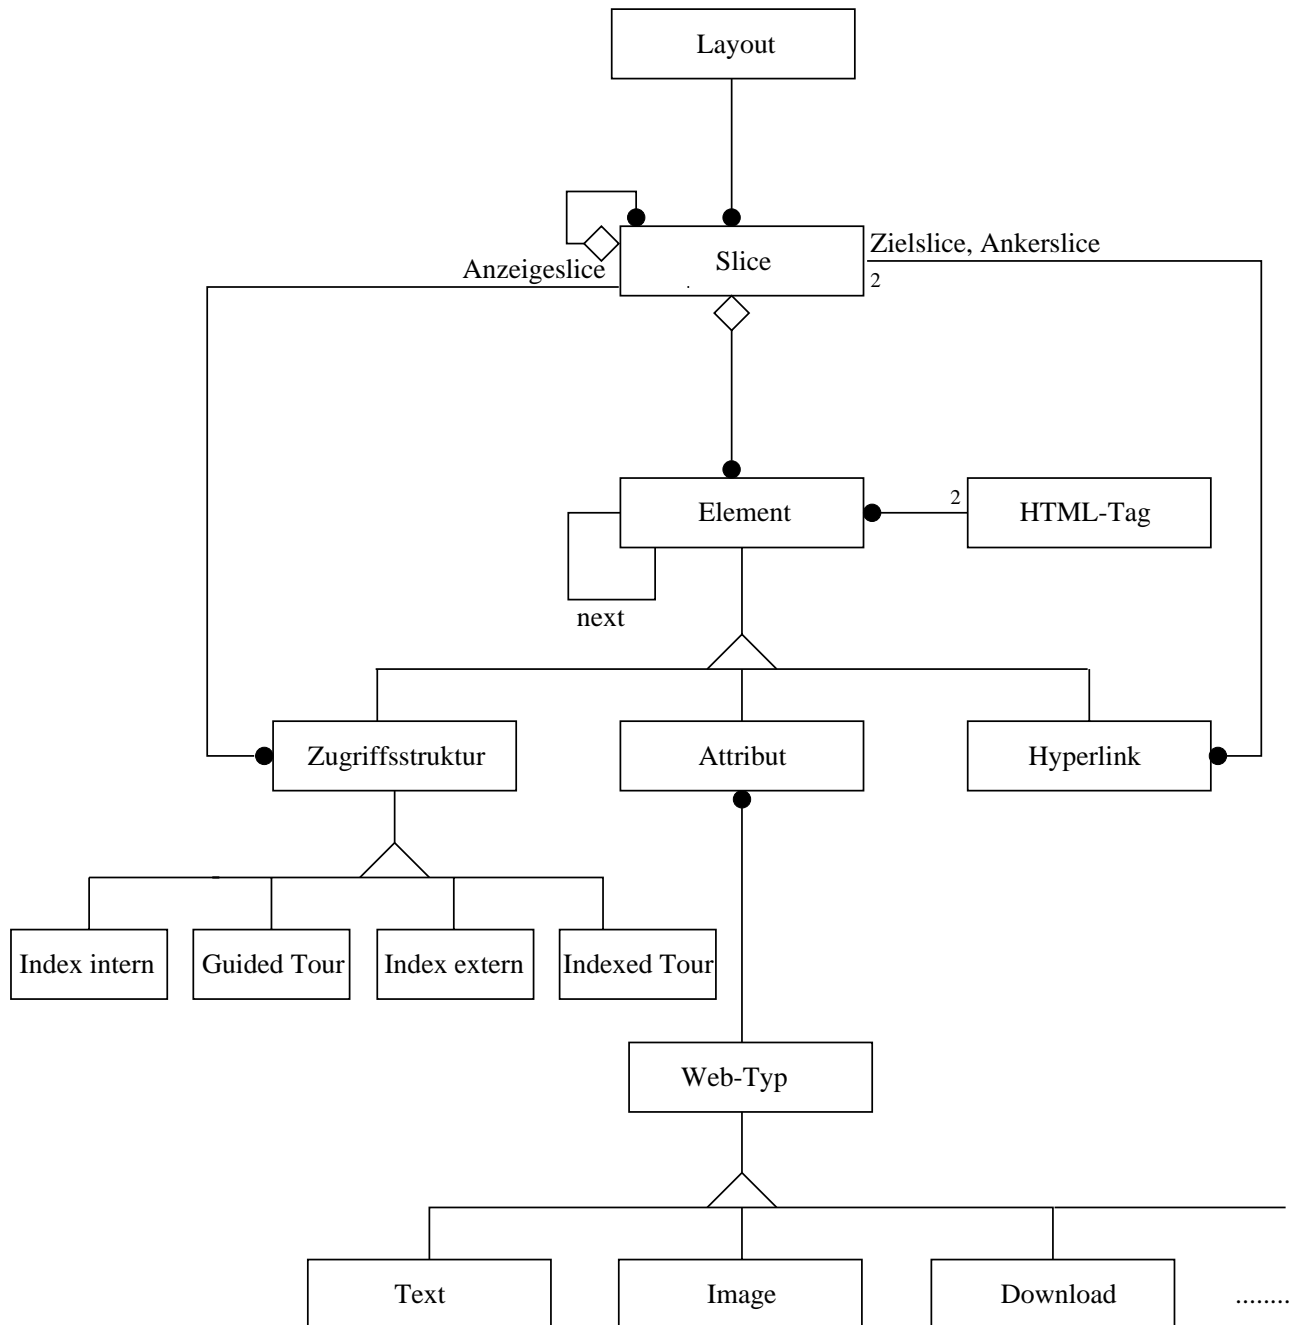 Layout
Zielslice, Ankerslice
Slice
Anzeigeslice
2
Element
2
HTML-Tag
next
Zugriffsstruktur
Attribut
Hyperlink
Index intern
Guided Tour
Index extern
Indexed Tour
Web-Typ
Text
Image
Download
........